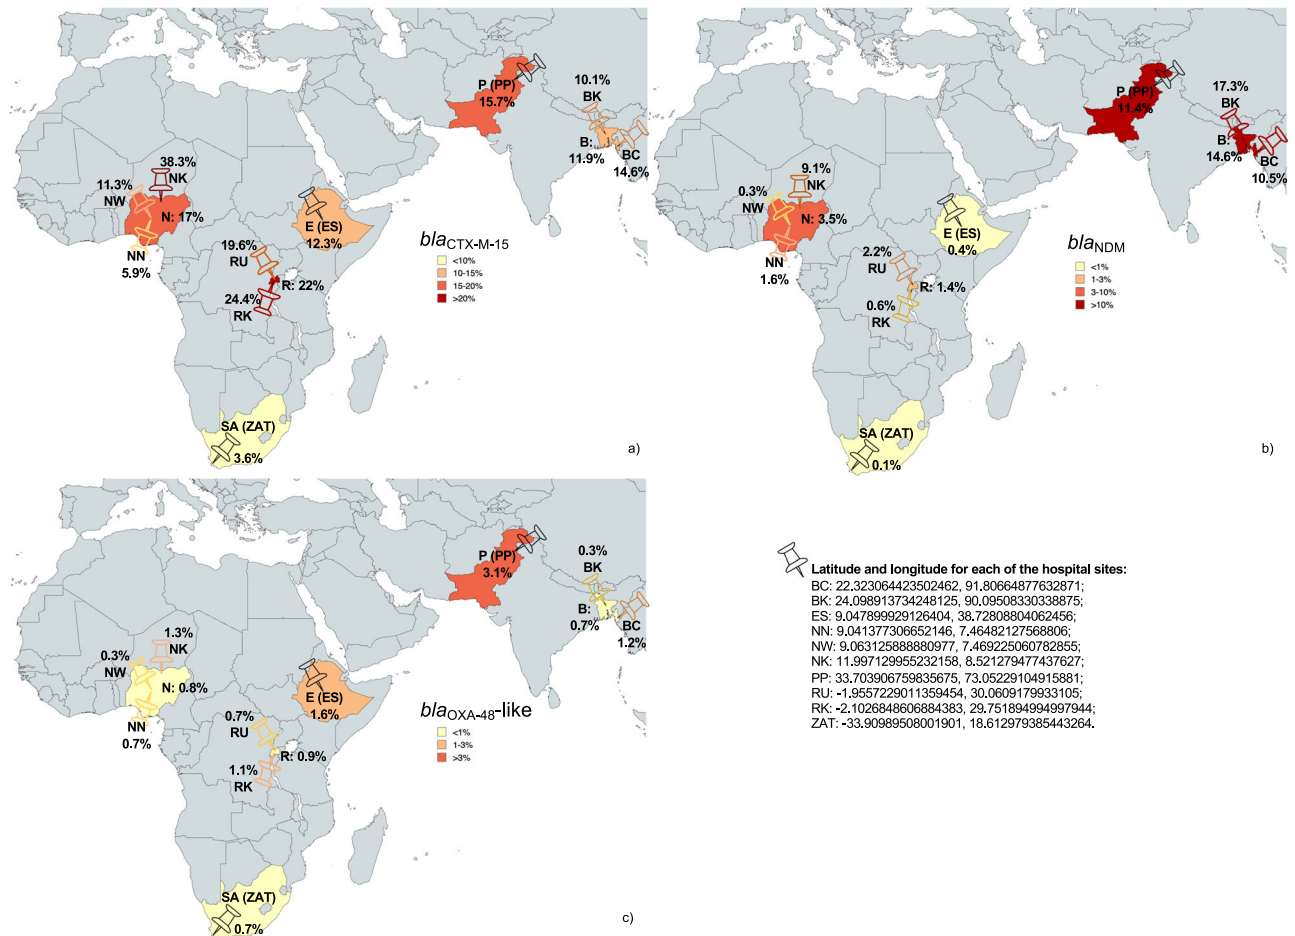 P (PP)
15.7%
10.1%
BK
B:
11.9%
BC
14.6%
38.3%
NK
11.3%
NW
N: 17%
NN
5.9%
E (ES)
12.3%
19.6%
RU
R: 22%
24.4%
RK
SA (ZAT)
3.6%
blaCTX-M-15
<10%
10-15%
15-20%
>20%
a)
P (PP)
11.4%
17.3%
BK
B:
14.6%
BC
10.5%
9.1%
NK
0.3%
NW
N: 3.5%
NN
1.6%
E (ES)
0.4%
2.2%
RU
R: 1.4%
0.6%
RK
SA (ZAT)
0.1%
blaNDM
<1%
1-3%
3-10%
>10%
b)
P (PP)
3.1%
0.3%
BK
B:
0.7%
BC
1.2%
1.3%
NK
0.3%
NW
N: 0.8%
NN
0.7%
E (ES)
1.6%
0.7%
RU
R: 0.9%
1.1%
RK
SA (ZAT)
0.7%
blaOXA-48-like
<1%
1-3%
>3%
c)
Latitude and longitude for each of the hospital sites:
BC: 22.323064423502462, 91.80664877632871;
BK: 24.098913734248125, 90.09508330338875;
ES: 9.047899929126404, 38.72808804062456;
NN: 9.041377306652146, 7.46482127568806;
NW: 9.063125888880977, 7.469225060782855;
NK: 11.997129955232158, 8.521279477437627;
PP: 33.703906759835675, 73.05229104915881;
RU: -1.9557229011359454, 30.0609179933105;
RK: -2.1026848606884383, 29.751894994997944;
ZAT: -33.90989508001901, 18.612979385443264.